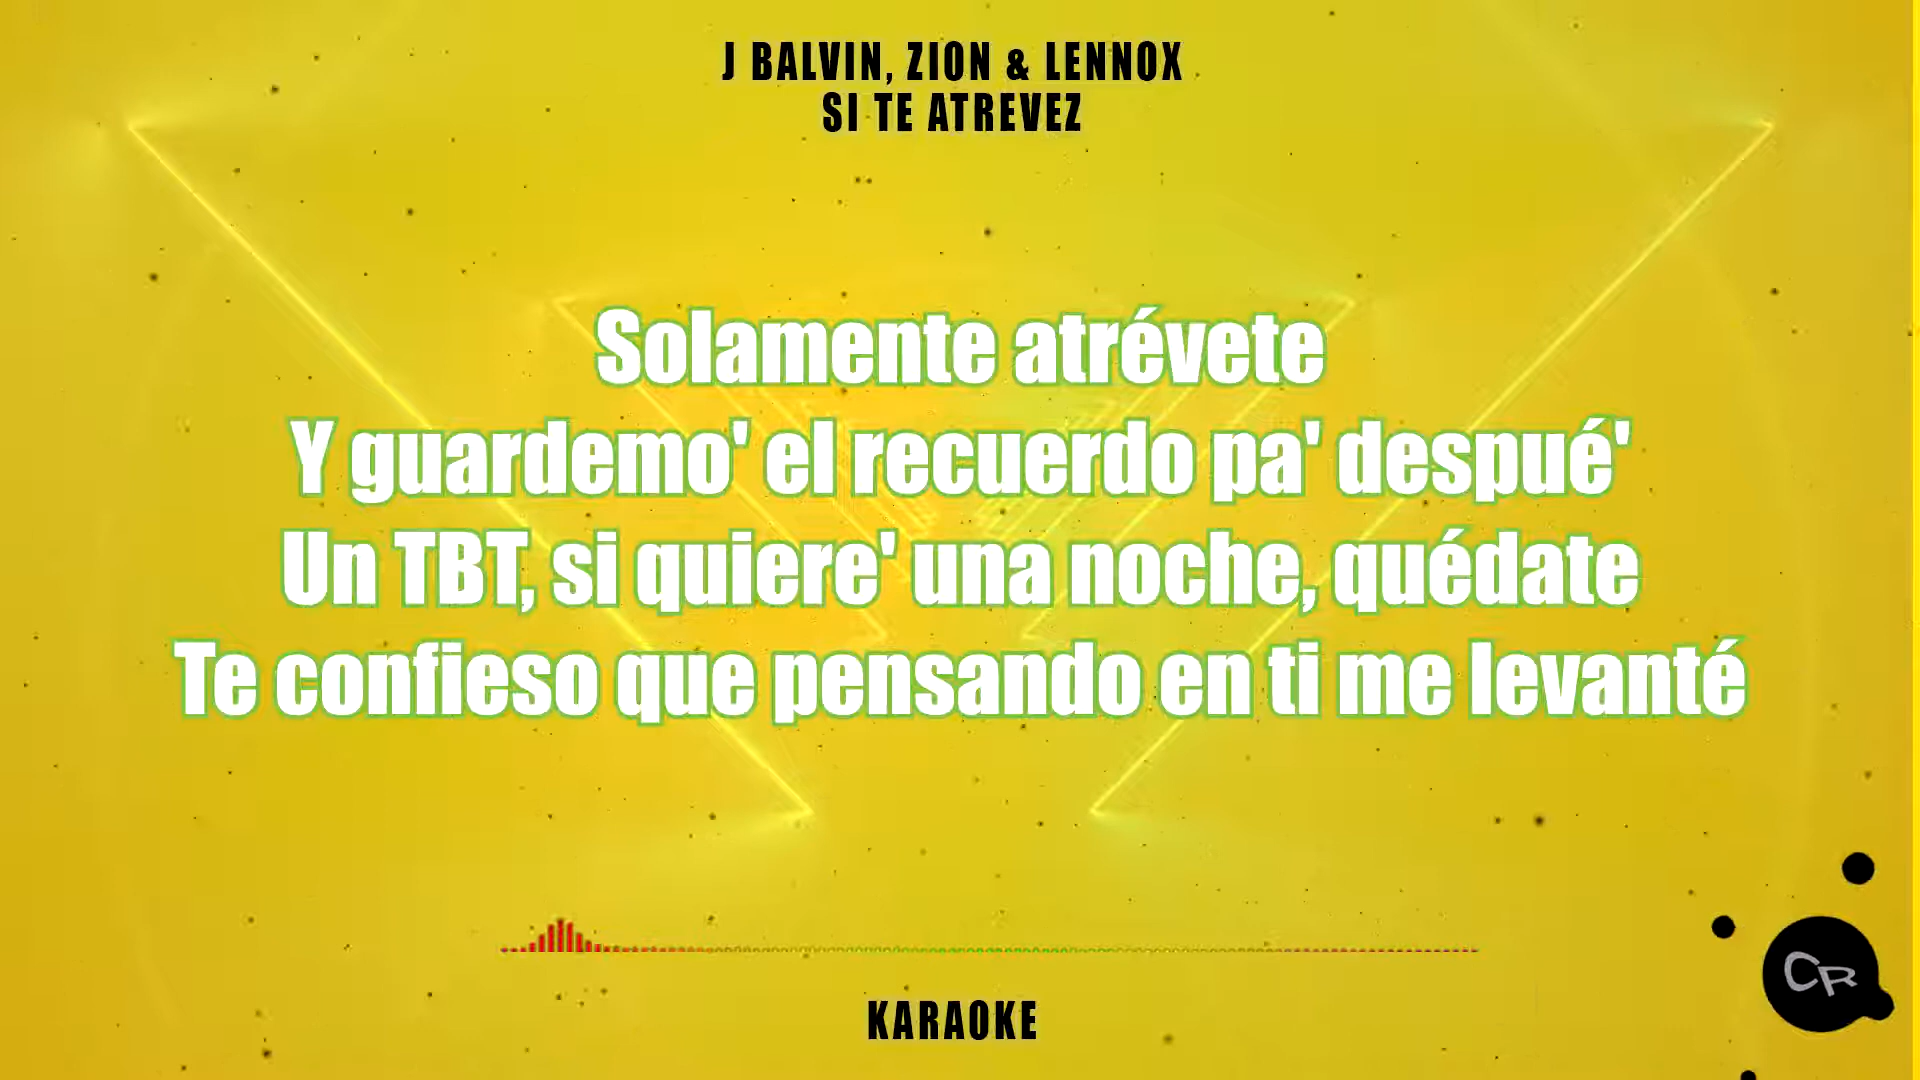 J BALVIN, ZION & LENNOX
SI TE ATREVEZ
Solamente atrévete
Y guardemo' el recuerdo pa' despué'
Un TBT, si quiere' una noche, quédate
Te confieso que pensando en ti me levanté
CR
KARAOKE